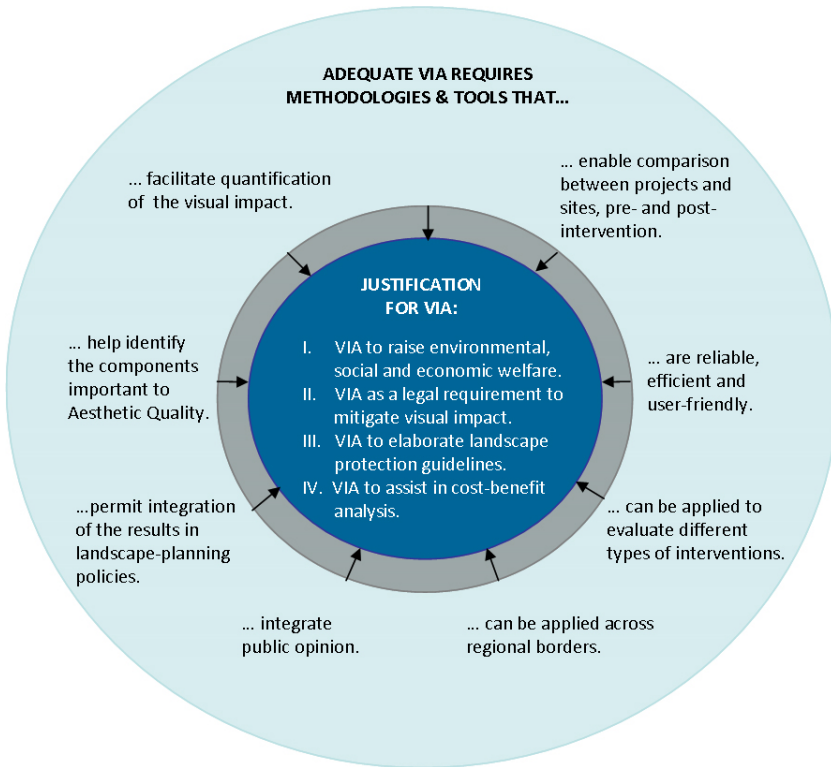 ADEQUATE VIA REQUIRES
METHODOLOGIES & TOOLS THAT...
... facilitate quantification
of the visual impact.
... enable comparison
between projects and
sites, pre- and post-
intervention.
JUSTIFICATION
FOR VIA:
I. VIA to raise environmental,
social and economic welfare.
II. VIA as a legal requirement to
mitigate visual impact.
III. VIA to elaborate landscape
protection guidelines.
IV. VIA to assist in cost-benefit
analysis.
... help identify
the components
important to
Aesthetic Quality.
... are reliable,
efficient and
user-friendly.
...permit integration
of the results in
landscape-planning
policies.
... can be applied to
evaluate different
types of interventions.
... integrate
public opinion.
... can be applied across
regional borders.